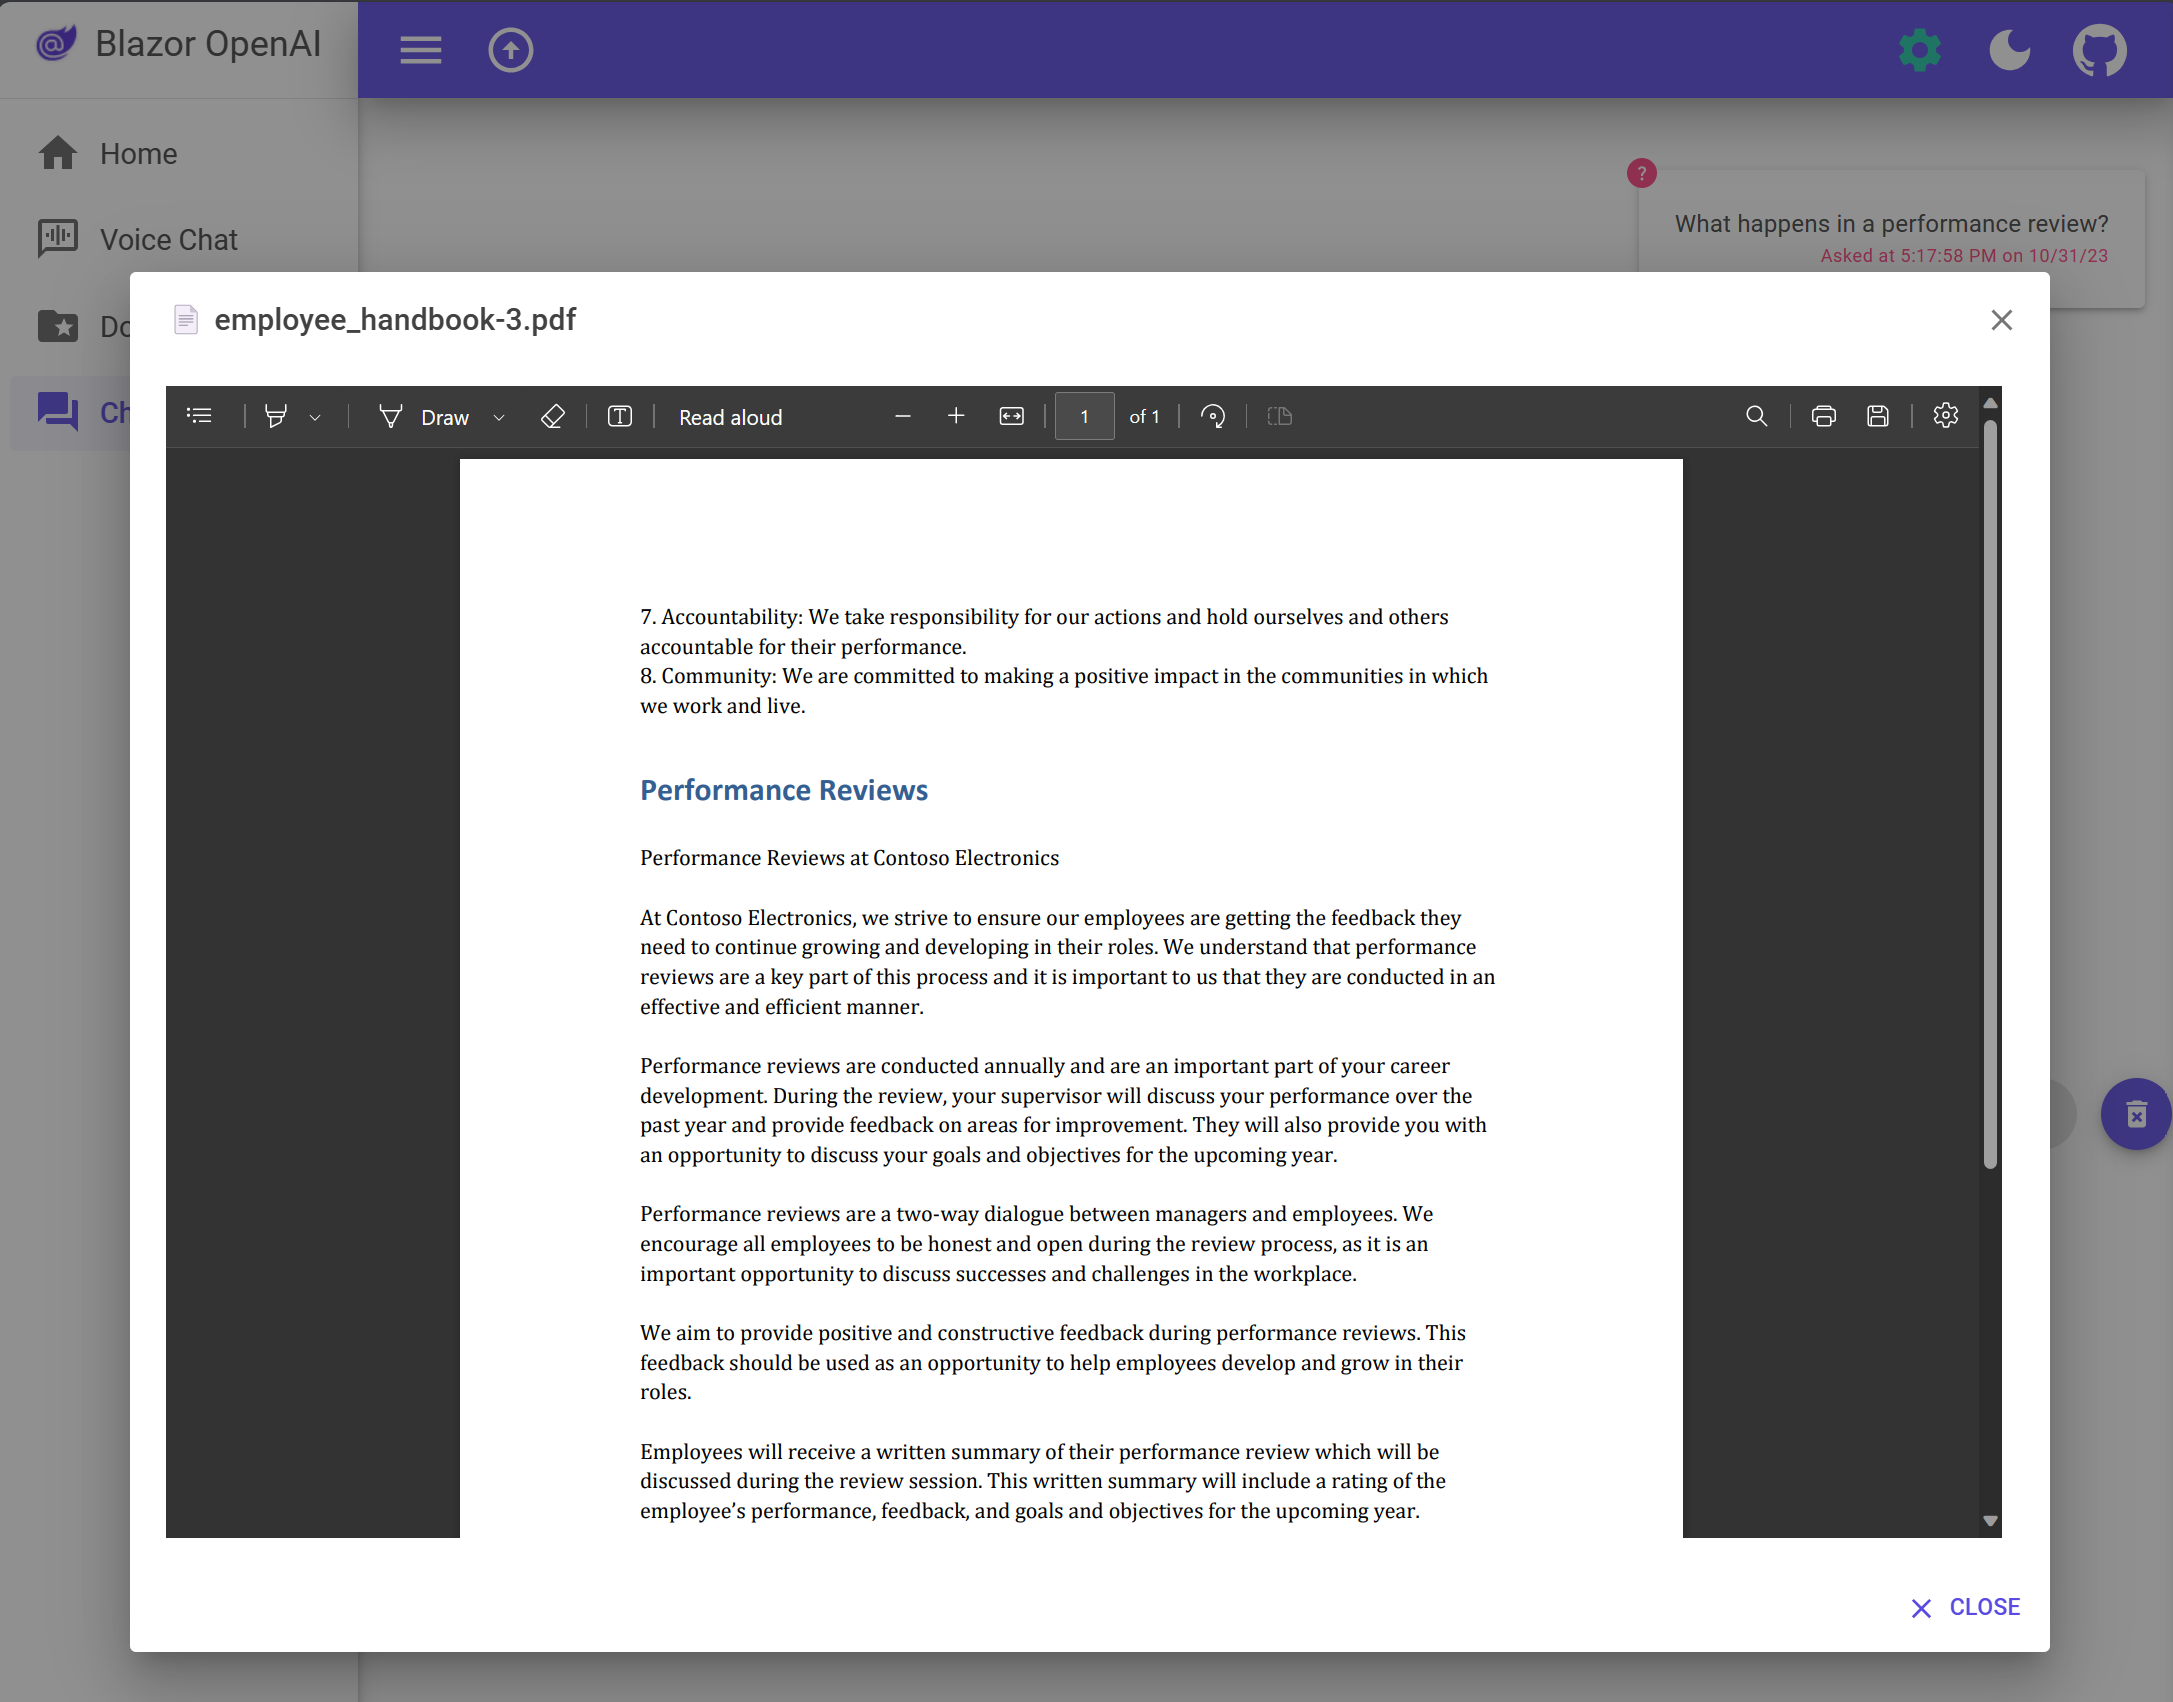 Blazor OpenAI
Home
Voice Chat
Do
Ch
?
What happens in a performance review?
Asked at 5:17:58 PM on 10/31/23
employee_handbook-3.pdf
Draw
Read aloud
1
of 1
7. Accountability: We take responsibility for our actions and hold ourselves and others
accountable for their performance.
8. Community: We are committed to making a positive impact in the communities in which
we work and live.
Performance Reviews
Performance Reviews at Contoso Electronics
At Contoso Electronics, we strive to ensure our employees are getting the feedback they
need to continue growing and developing in their roles. We understand that performance
reviews are a key part of this process and it is important to us that they are conducted in an
effective and efficient manner.
Performance reviews are conducted annually and are an important part of your career
development. During the review, your supervisor will discuss your performance over the
past year and provide feedback on areas for improvement. They will also provide you with
an opportunity to discuss your goals and objectives for the upcoming year.
Performance reviews are a two-way dialogue between managers and employees. We
encourage all employees to be honest and open during the review process, as it is an
important opportunity to discuss successes and challenges in the workplace.
We aim to provide positive and constructive feedback during performance reviews. This
feedback should be used as an opportunity to help employees develop and grow in their
roles.
Employees will receive a written summary of their performance review which will be
discussed during the review session. This written summary will include a rating of the
employee’s performance, feedback, and goals and objectives for the upcoming year.
CLOSE